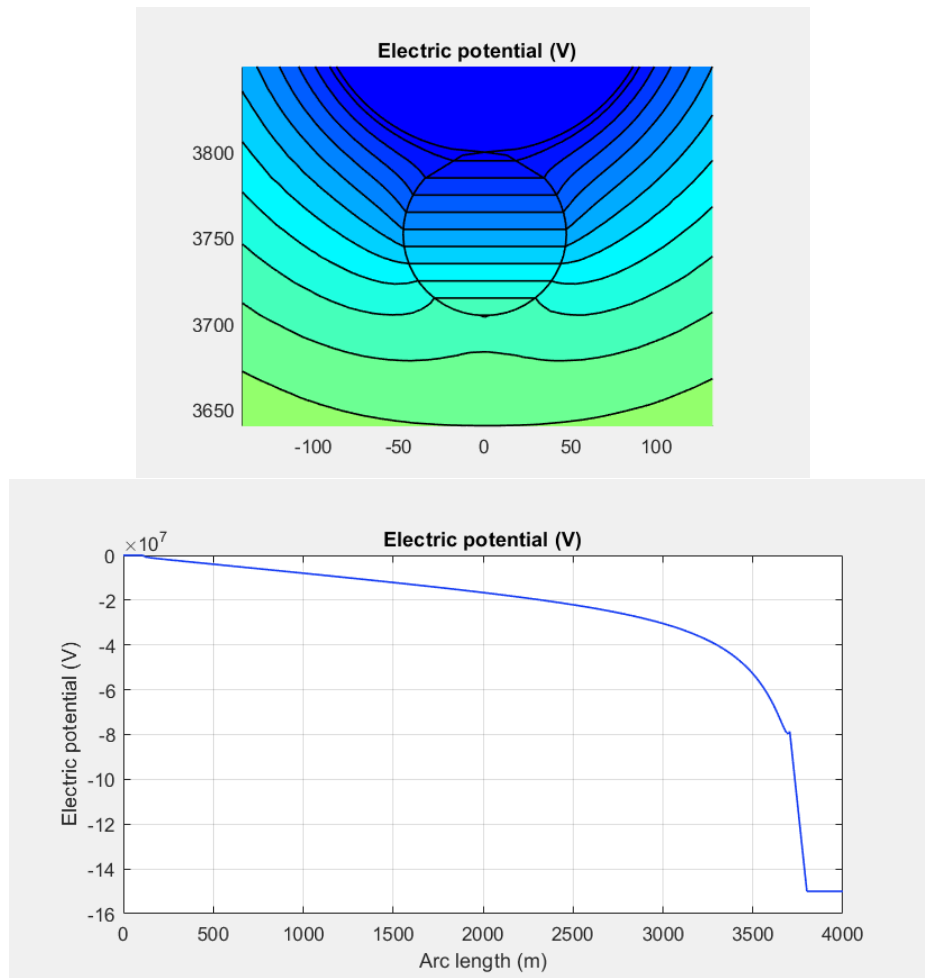 Electric potential (V)
3800
3750
3700
3650
-100 -50 0 50 100
Electric potential (V)
×10^7
0
-2
-4
-6
-8
-10
-12
-14
-16
Electric potential (V)
0 500 1000 1500 2000 2500 3000 3500 4000
Arc length (m)